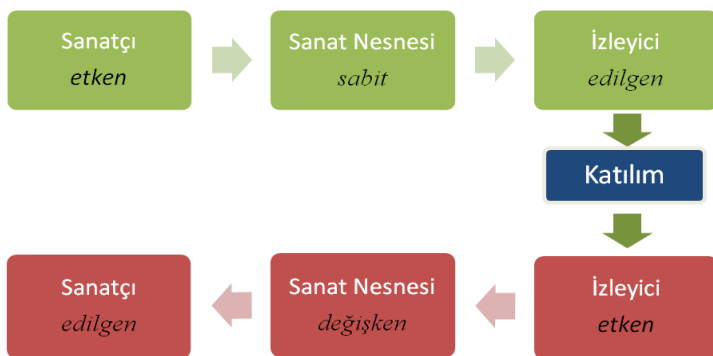 Sanatçı
etken
Sanat Nesnesi
sabit
İzleyici
edilgen
Katılım
Sanatçı
edilgen
Sanat Nesnesi
değişken
İzleyici
etken